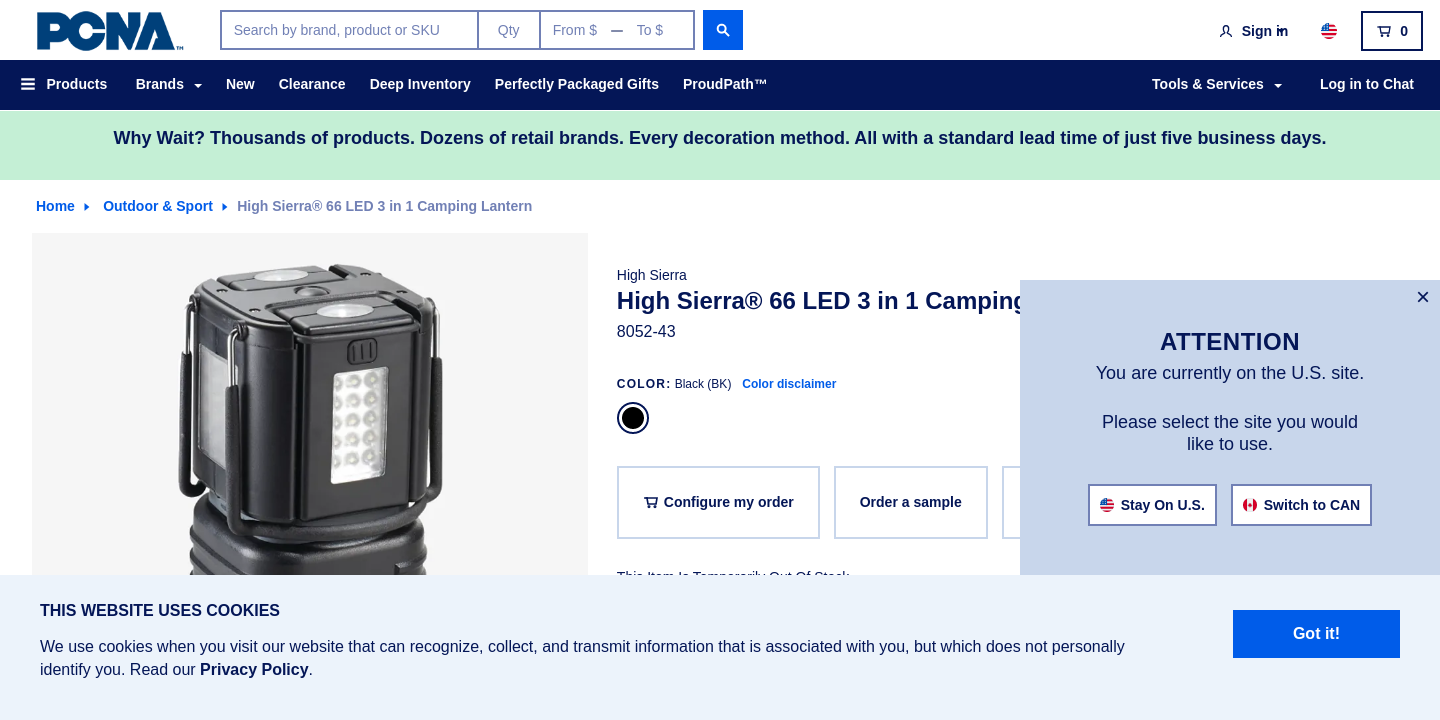 PCNA™
Search by brand, product or SKU
Qty
From $ — To $
Sign in
0
Products
Brands
New
Clearance
Deep Inventory
Perfectly Packaged Gifts
ProudPath™
Tools & Services
Log in to Chat
Why Wait? Thousands of products. Dozens of retail brands. Every decoration method. All with a standard lead time of just five business days.
Home
Outdoor & Sport
High Sierra® 66 LED 3 in 1 Camping Lantern
High Sierra
High Sierra® 66 LED 3 in 1 Camping
8052-43
COLOR: Black (BK) Color disclaimer
Configure my order
Order a sample
This Item Is Temporarily Out Of Stock
×
ATTENTION
You are currently on the U.S. site.
Please select the site you would
like to use.
Stay On U.S.
Switch to CAN
THIS WEBSITE USES COOKIES
We use cookies when you visit our website that can recognize, collect, and transmit information that is associated with you, but which does not personally
identify you. Read our Privacy Policy.
Got it!